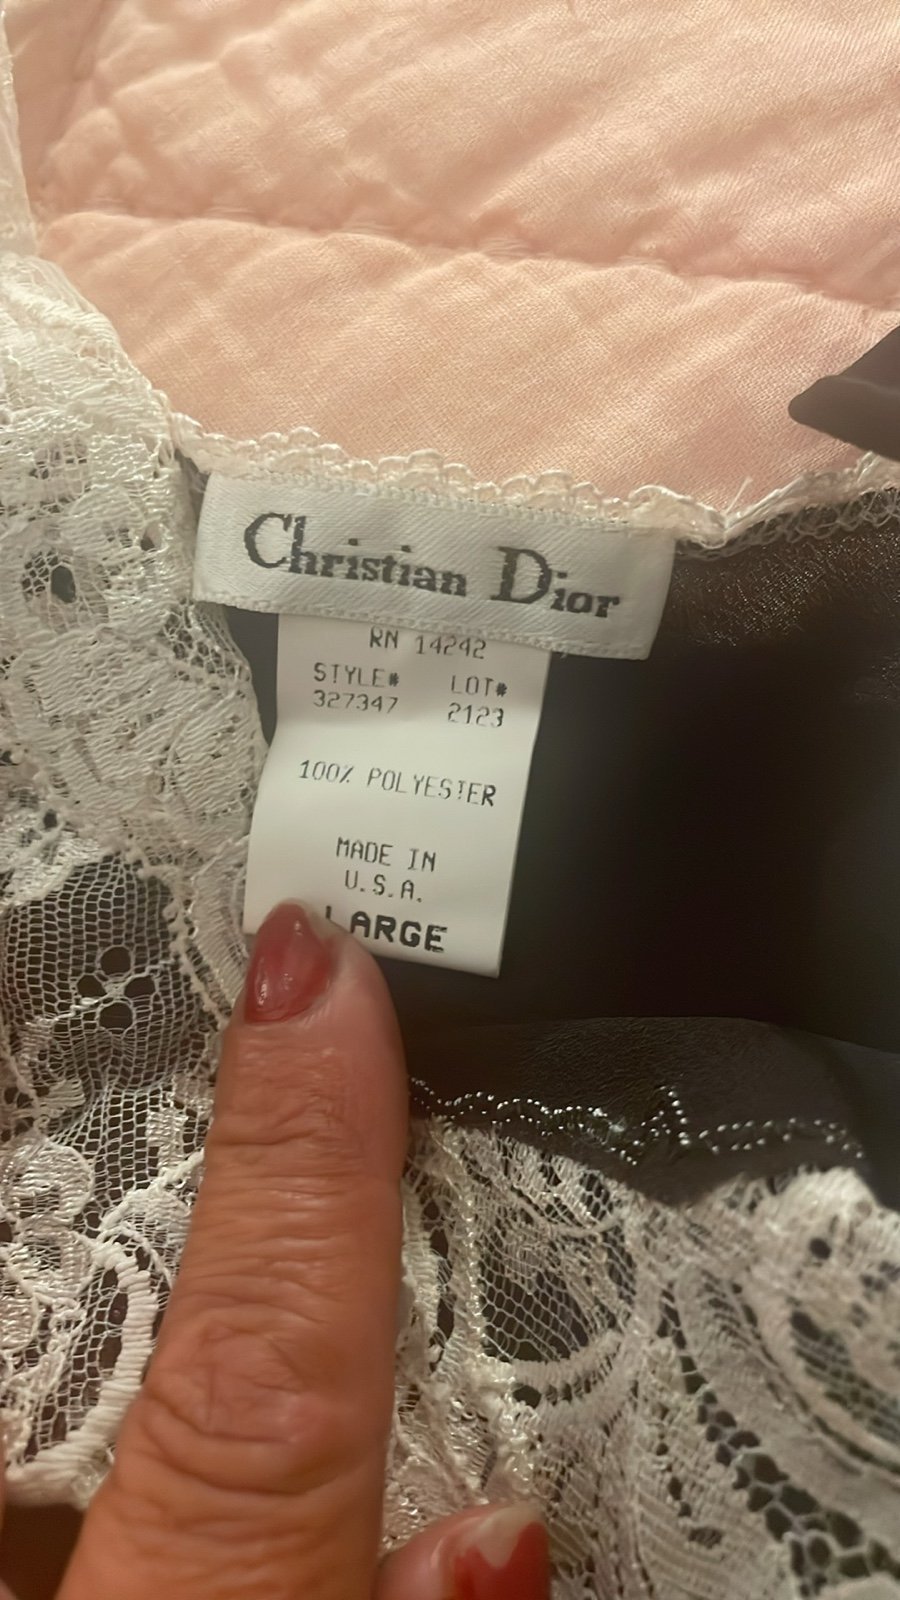 Christian Dior
RN 14242
STYLE# LOT#
327347 2123
100% POLYESTER
MADE IN
U.S.A.
LARGE